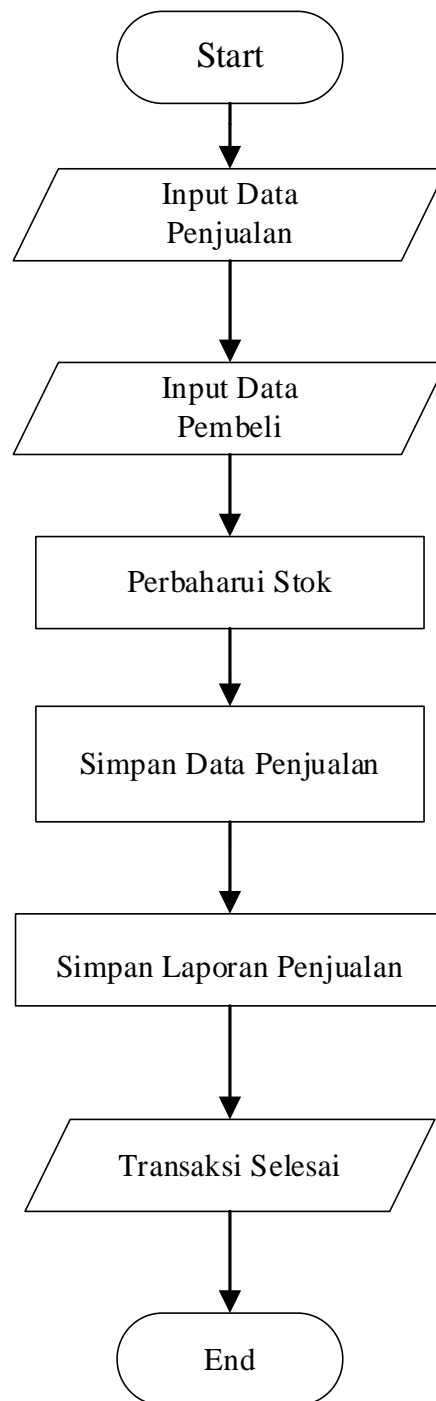 Start
Input Data
Penjualan
Input Data
Pembeli
Perbaharui Stok
Simpan Data Penjualan
Simpan Laporan Penjualan
Transaksi Selesai
End